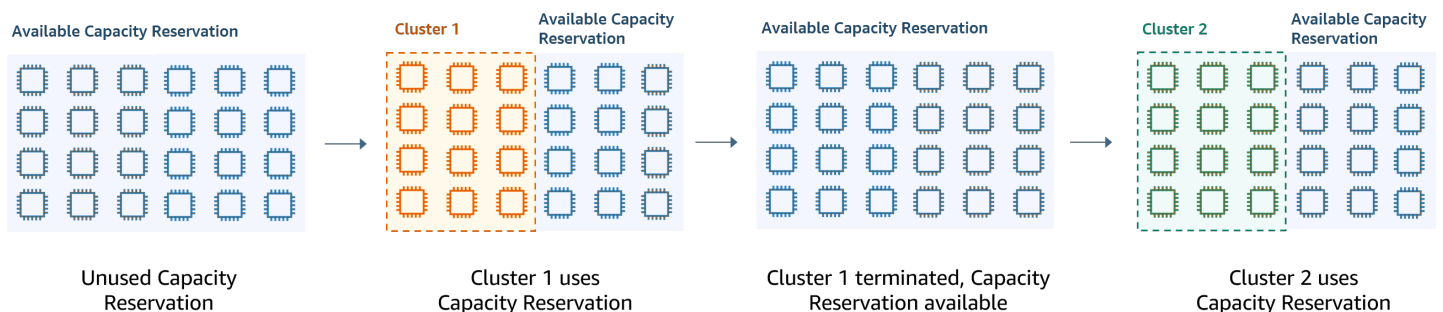 Available Capacity Reservation
Cluster 1
Available Capacity
Reservation
Available Capacity Reservation
Cluster 2
Available Capacity
Reservation
Unused Capacity
Reservation
Cluster 1 uses
Capacity Reservation
Cluster 1 terminated, Capacity
Reservation available
Cluster 2 uses
Capacity Reservation